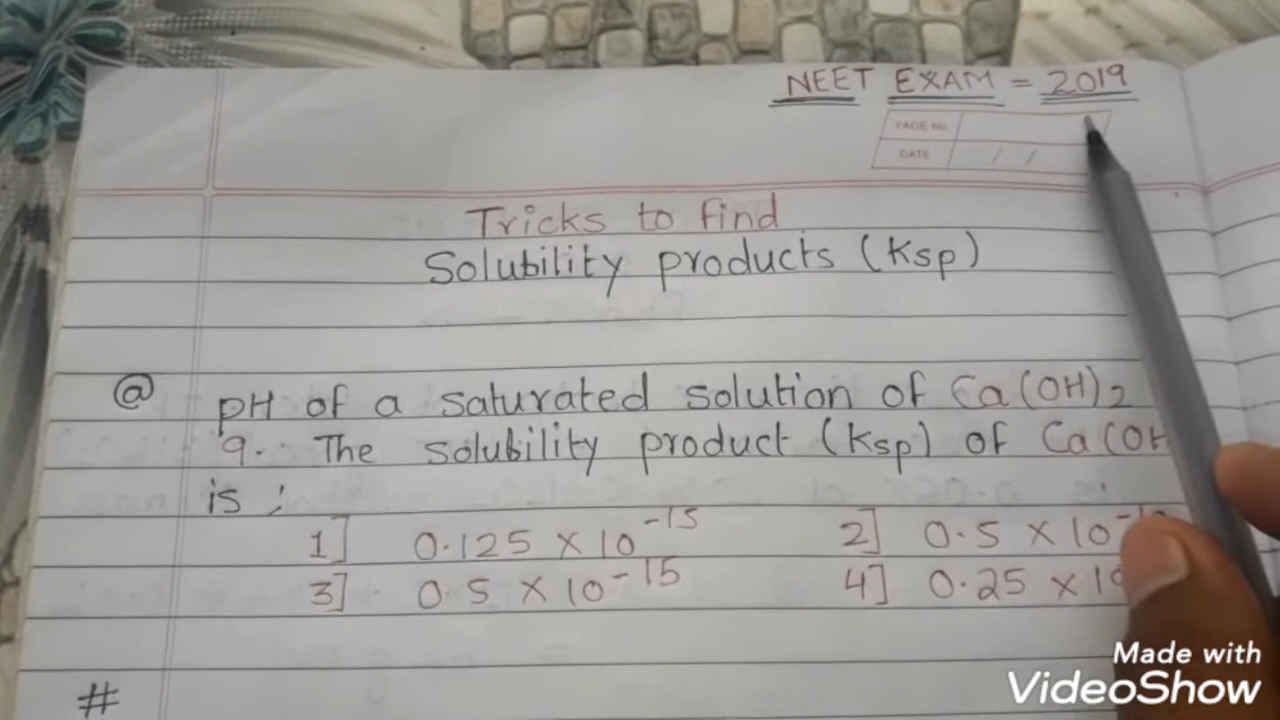 NEET EXAM = 2019
PAGE No.
DATE / /
Tricks to find
Solubility products (Ksp)
@ pH of a saturated solution of Ca(OH)2
9. The solubility product (Ksp) of Ca(OH
is :
1] 0.125 × 10⁻¹⁵ 2] 0.5 × 10
3] 0.5 × 10⁻¹⁵ 4] 0.25 × 10
#
Made with
VideoShow